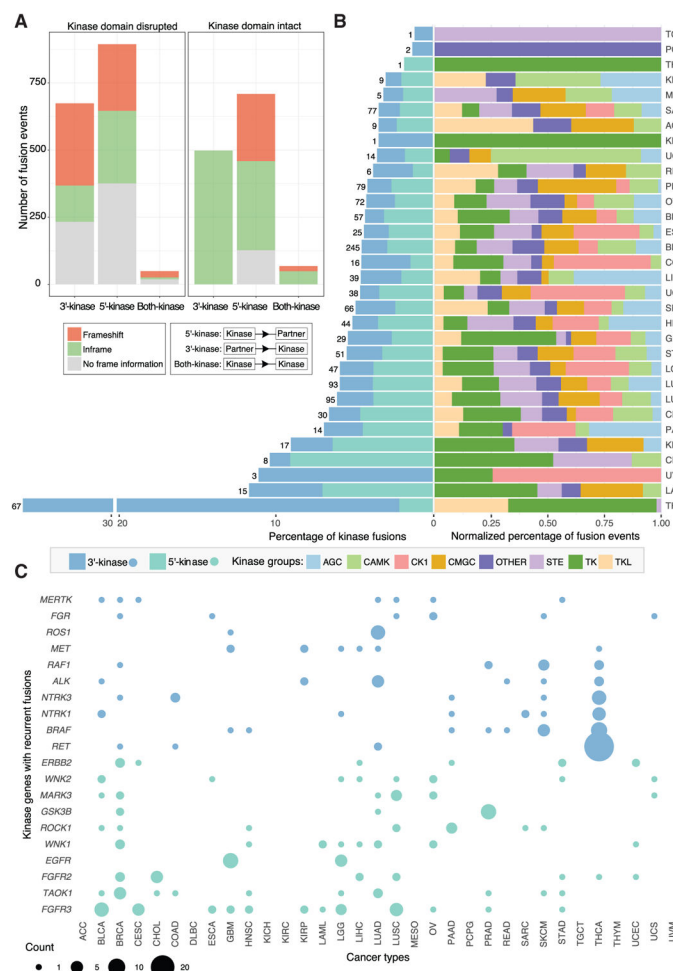 A
B
Kinase domain disrupted
Kinase domain intact
Number of fusion events
750
500
250
0
3'-kinase 5'-kinase Both-kinase
3'-kinase 5'-kinase Both-kinase
Frameshift
Inframe
No frame information
5'-kinase: Kinase Partner
3'-kinase: Partner Kinase
Both-kinase: Kinase Kinase
1
2
1
9
5
77
9
1
14
6
79
72
57
25
245
16
39
38
66
44
29
51
47
93
95
30
14
17
8
3
15
67
30 20 10 0 0.25 0.50 0.75 1.00
Percentage of kinase fusions
Normalized percentage of fusion events
3'-kinase 5'-kinase Kinase groups: AGC CAMK CK1 CMGC OTHER STE TK TKL
C
Kinase genes with recurrent fusions
MERTK
FGR
ROS1
MET
RAF1
ALK
NTRK3
NTRK1
BRAF
RET
ERBB2
WNK2
MARK3
GSK3B
ROCK1
WNK1
EGFR
FGFR2
TAOK1
FGFR3
ACC
BLCA
BRCA
CESC
CHOL
COAD
DLBC
ESCA
GBM
HNSC
KICH
KIRC
KIRP
LAML
LGG
LIHC
LUAD
LUSC
MESO
OV
PAAD
PCPG
PRAD
READ
SARC
SKCM
STAD
TGCT
THCA
THYM
UCEC
UCS
Count
1 5 10 20
Cancer types